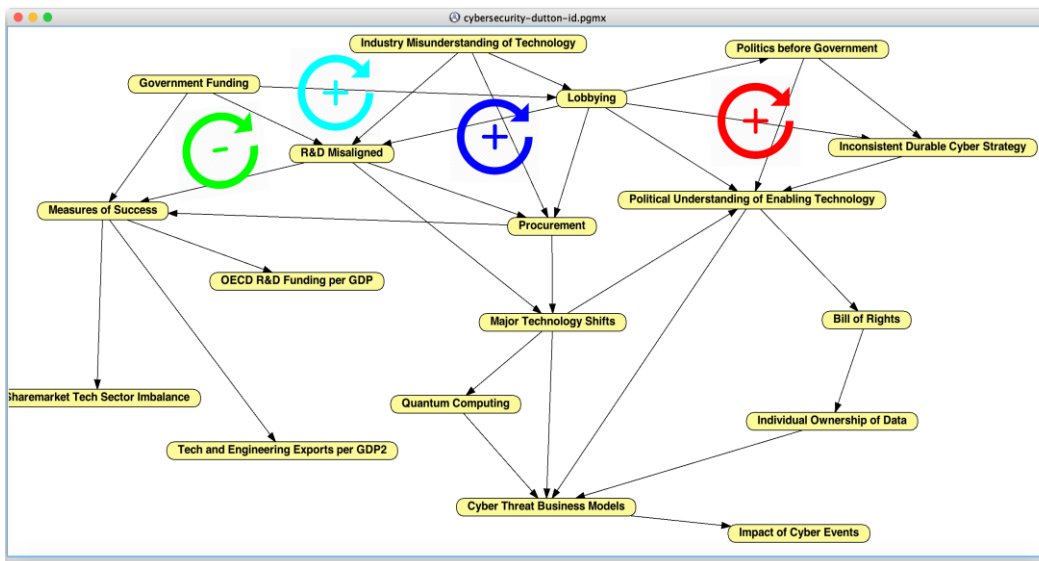 cybersecurity-dutton-id.pgmx
Industry Misunderstanding of Technology
Politics before Government
Government Funding
+
Lobbying
+
+
-
R&D Misaligned
Inconsistent Durable Cyber Strategy
Political Understanding of Enabling Technology
Measures of Success
Procurement
OECD R&D Funding per GDP
Major Technology Shifts
Bill of Rights
Sharemarket Tech Sector Imbalance
Quantum Computing
Individual Ownership of Data
Tech and Engineering Exports per GDP2
Cyber Threat Business Models
Impact of Cyber Events